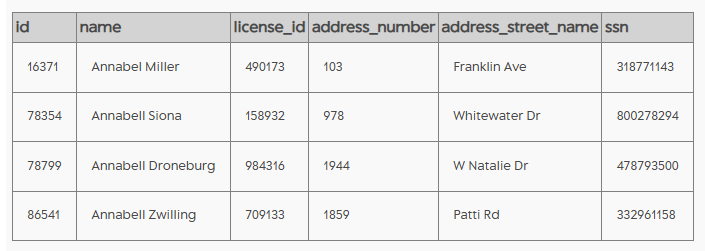 id name license_id address_number address_street_name ssn
16371 Annabel Miller 490173 103 Franklin Ave 318771143
78354 Annabell Siona 158932 978 Whitewater Dr 800278294
78799 Annabell Droneburg 984316 1944 W Natalie Dr 478793500
86541 Annabell Zwilling 709133 1859 Patti Rd 332961158